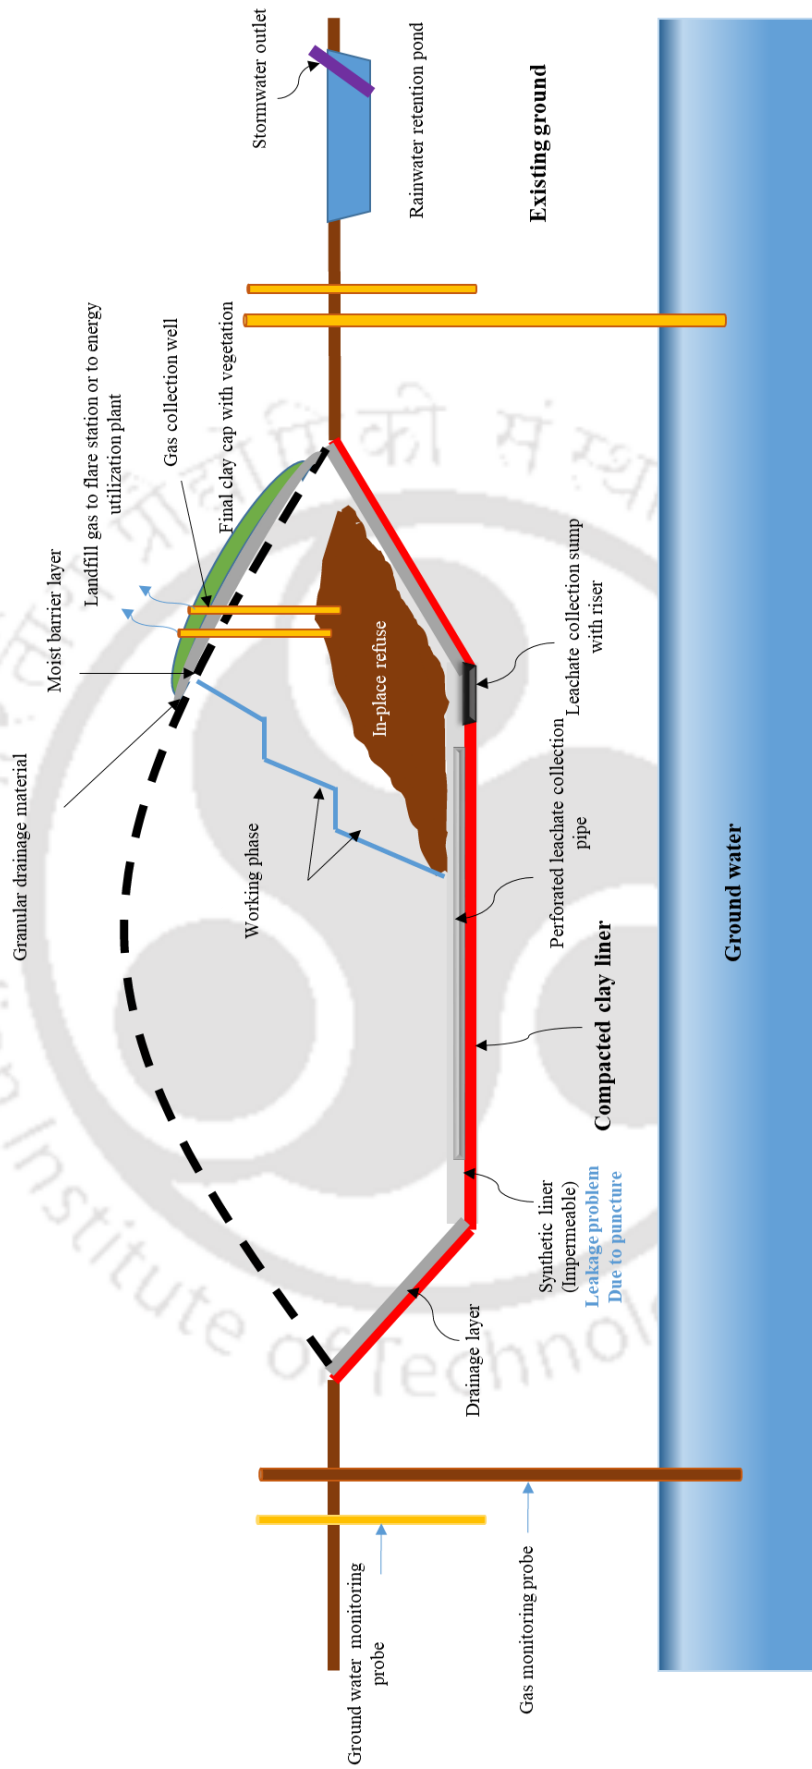 Stormwater outlet
Rainwater retention pond
Existing ground
Landfill gas to flare station or to energy
utilization plant
Gas collection well
Final clay cap with vegetation
Moist barrier layer
Granular drainage material
Working phase
In-place refuse
Leachate collection sump
with riser
Perforated leachate collection
pipe
Compacted clay liner
Ground water
Synthetic liner
(Impermeable)
Leakage problem
Due to puncture
Drainage layer
Ground water monitoring
probe
Gas monitoring probe
Institute of Technolo